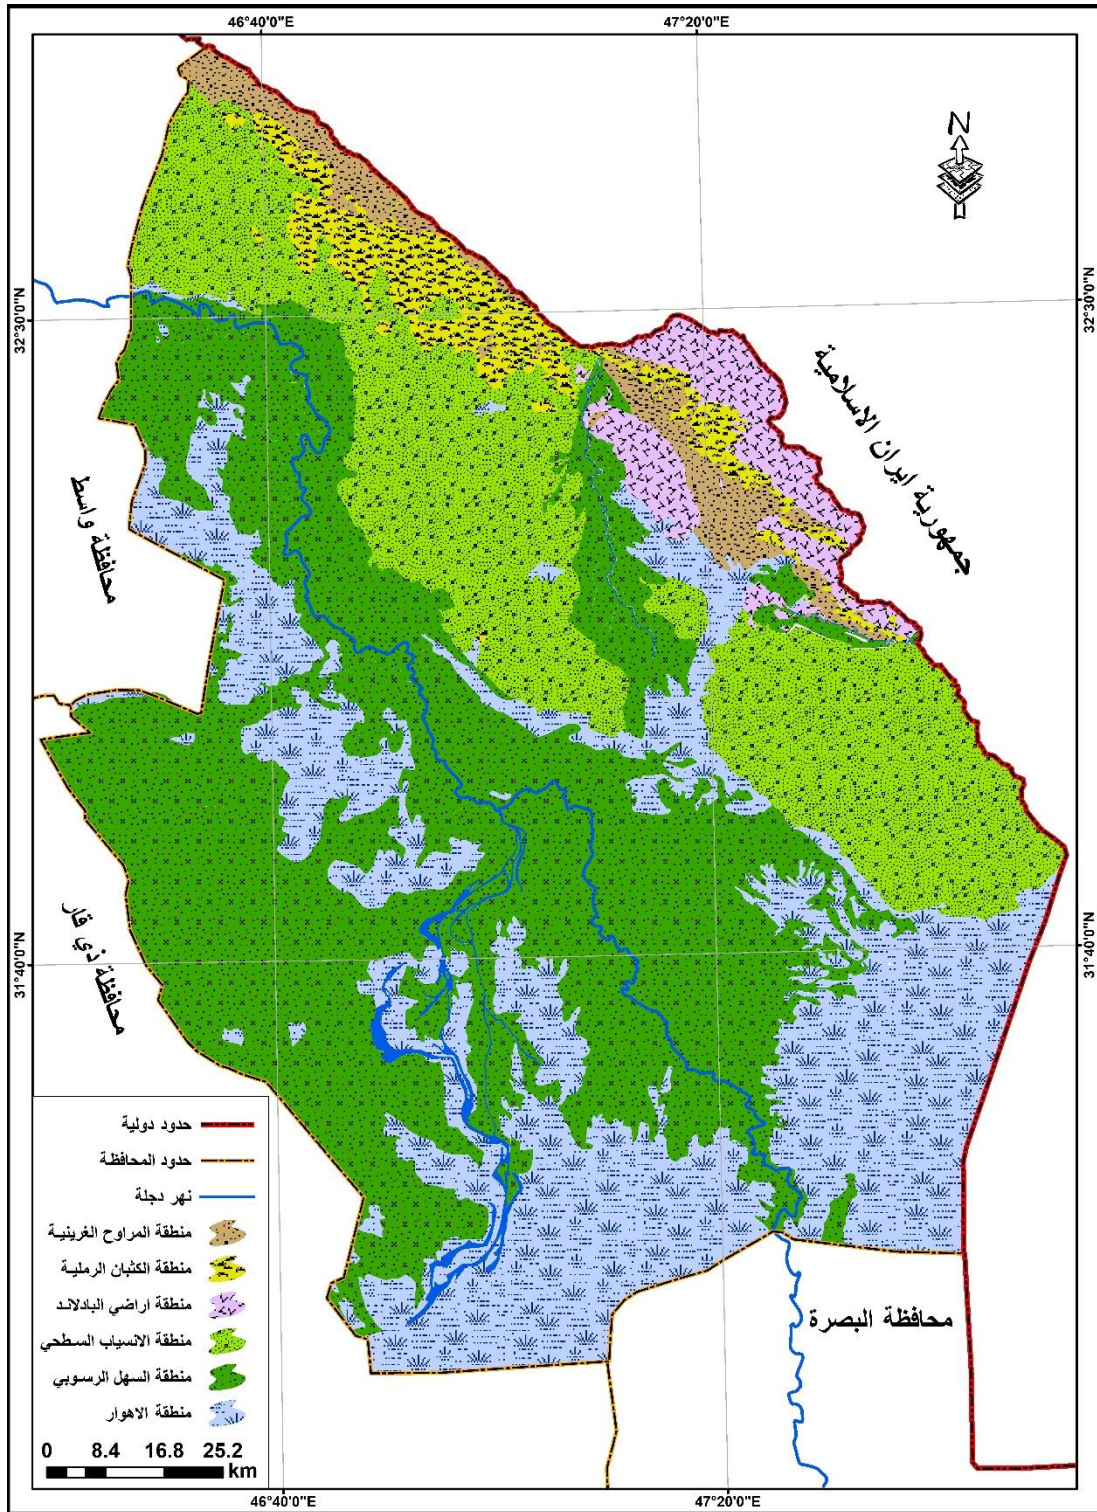 46°40'0"E
47°20'0"E
N
32°30'0"N
32°30'0"N
جمهورية ايران الاسلامية
محافظة واسط
محافظة ذي قار
31°40'0"N
31°40'0"N
محافظة البصرة
حدود دولية
حدود المحافظة
نهر دجلة
منطقة المراوح الغرينية
منطقة الكثبان الرملية
منطقة اراضي البادلاند
منطقة الانسياب السطحي
منطقة السهل الرسوبي
منطقة الاهوار
0 8.4 16.8 25.2
km
46°40'0"E
47°20'0"E